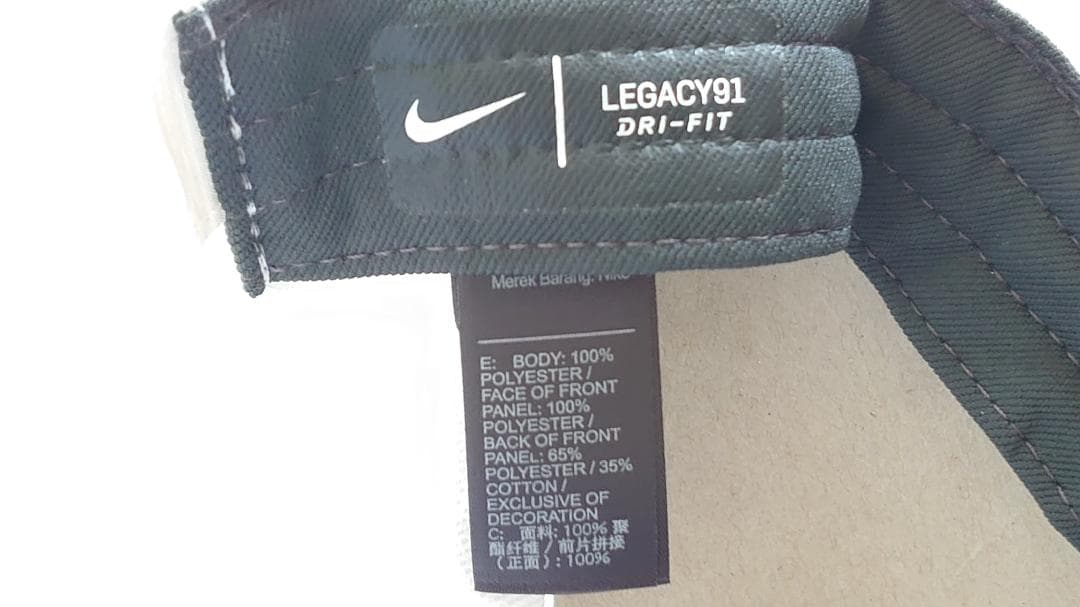 LEGACY91
DRI-FIT
Merek Barang: Nike
E: BODY: 100%
POLYESTER /
FACE OF FRONT
PANEL: 100%
POLYESTER /
BACK OF FRONT
PANEL: 65%
POLYESTER / 35%
COTTON /
EXCLUSIVE OF
DECORATION
C: 面料: 100% 聚
酯纤维 / 前片拼接
（正面）: 100%